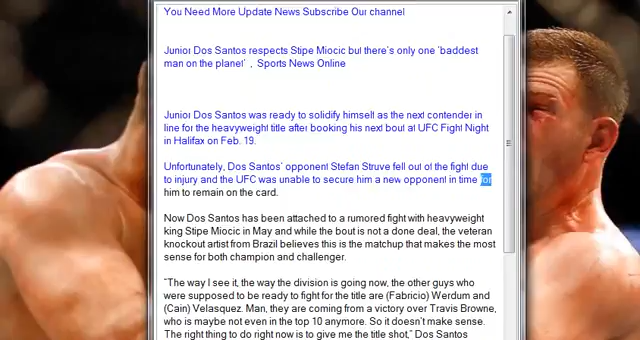 You Need More Update News Subscribe Our channel
Junior Dos Santos respects Stipe Miocic but there's only one 'baddest
man on the planet' , Sports News Online
Junior Dos Santos was ready to solidify himself as the next contender in
line for the heavyweight title after booking his next bout at UFC Fight Night
in Halifax on Feb. 19.
Unfortunately, Dos Santos' opponent Stefan Struve fell out of the fight due
to injury and the UFC was unable to secure him a new opponent in time for
him to remain on the card.
Now Dos Santos has been attached to a rumored fight with heavyweight
king Stipe Miocic in May and while the bout is not a done deal, the veteran
knockout artist from Brazil believes this is the matchup that makes the most
sense for both champion and challenger.
"The way I see it, the way the division is going now, the other guys who
were supposed to be ready to fight for the title are (Fabricio) Werdum and
(Cain) Velasquez. Man, they are coming from a victory over Travis Browne,
who is maybe not even in the top 10 anymore. So it doesn't make sense.
The right thing to do right now is to give me the title shot," Dos Santos